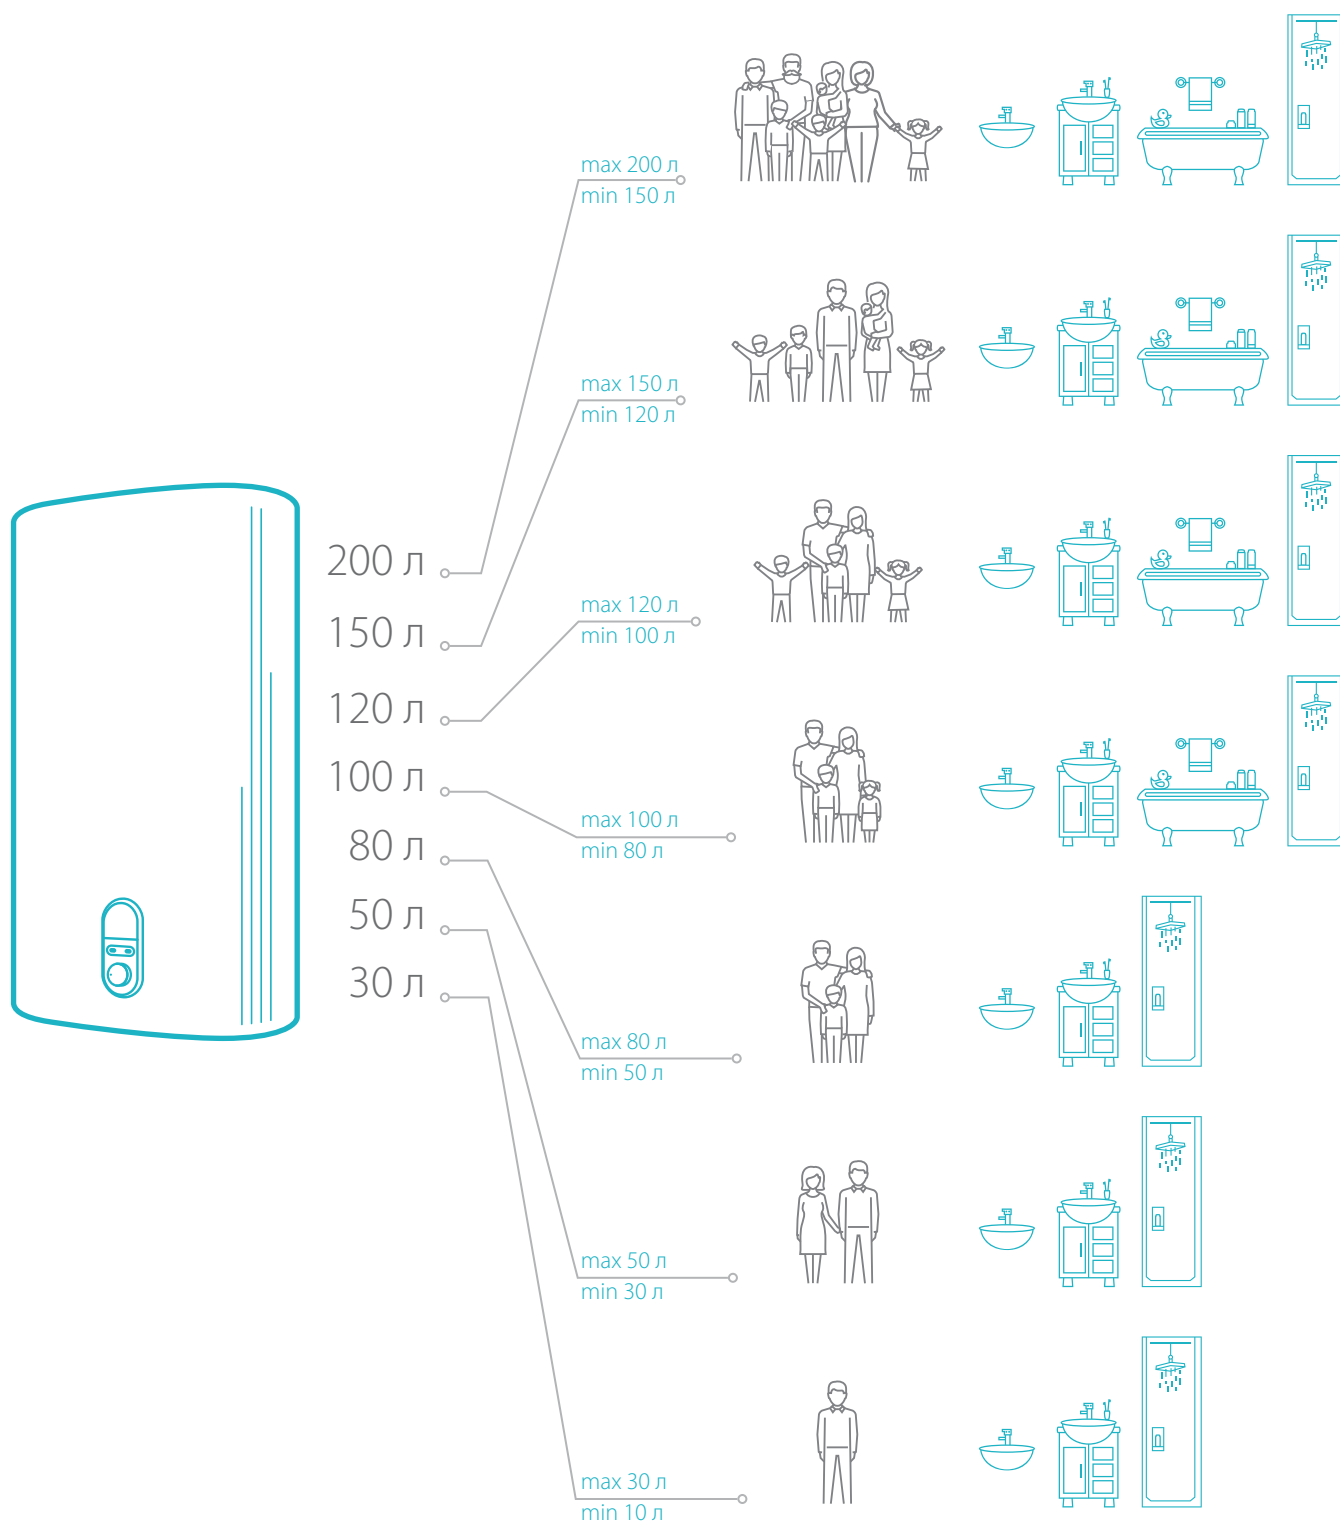 200 л
150 л
120 л
100 л
80 л
50 л
30 л
max 200 л
min 150 л
max 150 л
min 120 л
max 120 л
min 100 л
max 100 л
min 80 л
max 80 л
min 50 л
max 50 л
min 30 л
max 30 л
min 10 л